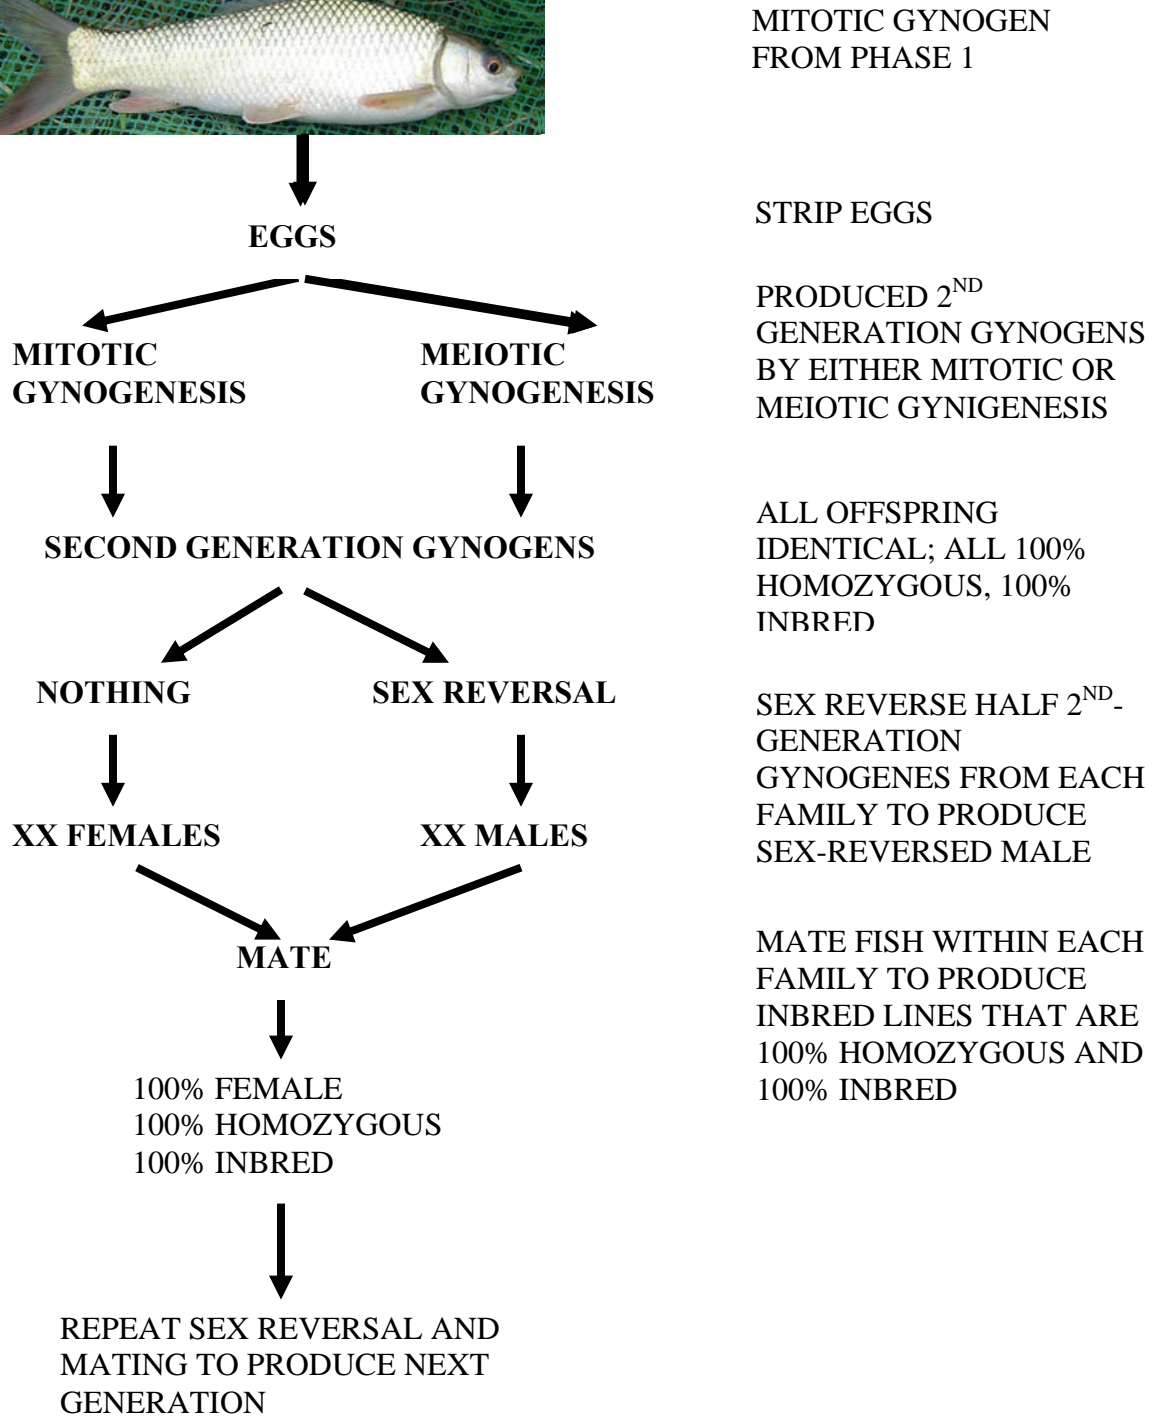 MITOTIC GYNOGEN
FROM PHASE 1
STRIP EGGS
EGGS
PRODUCED 2ND
GENERATION GYNOGENS
BY EITHER MITOTIC OR
MEIOTIC GYNIGENESIS
MITOTIC
GYNOGENESIS
MEIOTIC
GYNOGENESIS
ALL OFFSPRING
IDENTICAL; ALL 100%
HOMOZYGOUS, 100%
INBRED
SECOND GENERATION GYNOGENS
NOTHING
SEX REVERSAL
SEX REVERSE HALF 2ND-
GENERATION
GYNOGENES FROM EACH
FAMILY TO PRODUCE
SEX-REVERSED MALE
XX FEMALES
XX MALES
MATE
MATE FISH WITHIN EACH
FAMILY TO PRODUCE
INBRED LINES THAT ARE
100% HOMOZYGOUS AND
100% INBRED
100% FEMALE
100% HOMOZYGOUS
100% INBRED
REPEAT SEX REVERSAL AND
MATING TO PRODUCE NEXT
GENERATION